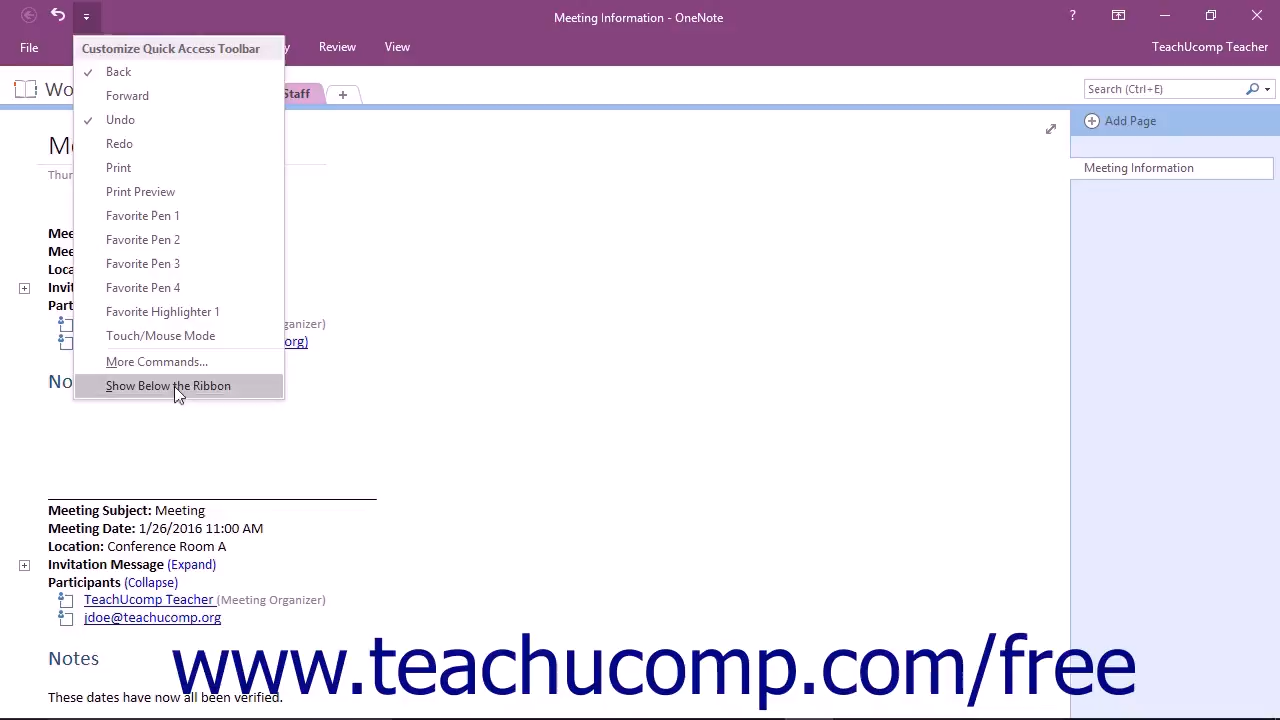 Meeting Information - OneNote
?
File
Review
View
TeachUcomp Teacher
Customize Quick Access Toolbar
Back
Forward
Undo
Redo
Print
Print Preview
Favorite Pen 1
Favorite Pen 2
Favorite Pen 3
Favorite Pen 4
Favorite Highlighter 1
Touch/Mouse Mode
More Commands...
Show Below the Ribbon
Staff
+
Search (Ctrl+E)
Add Page
Meeting Information
ganizer)
org)
Meeting Subject: Meeting
Meeting Date: 1/26/2016 11:00 AM
Location: Conference Room A
Invitation Message (Expand)
Participants (Collapse)
TeachUcomp Teacher (Meeting Organizer)
jdoe@teachucomp.org
Notes
These dates have now all been verified.
www.teachucomp.com/free